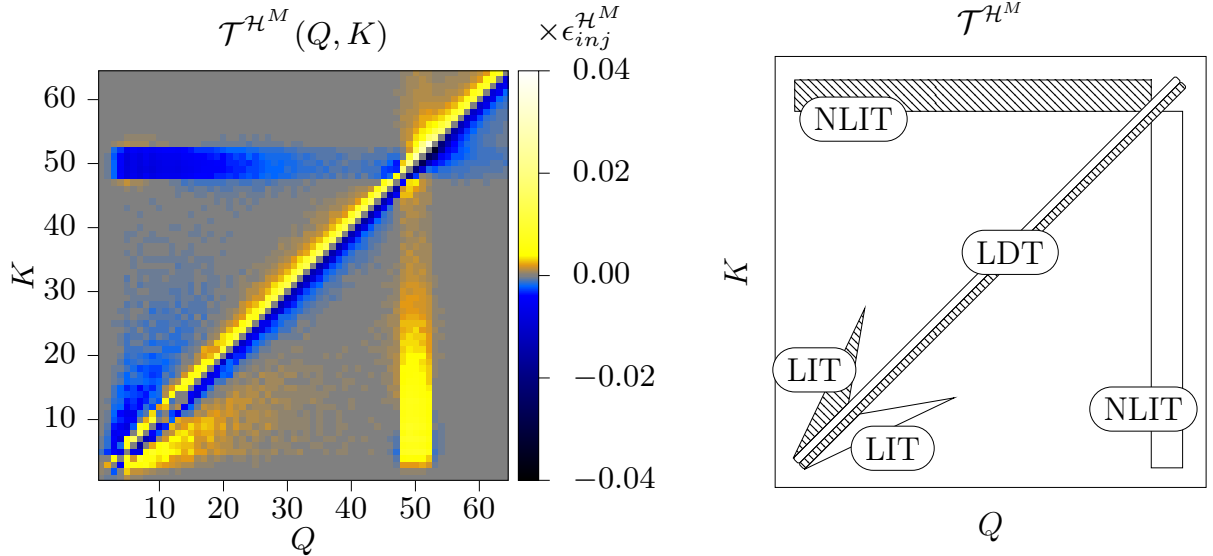 𝒯^{ℋ^M}(Q, K)
×ϵ_{inj}^{ℋ^M}
K
60
50
40
30
20
10
10 20 30 40 50 60
Q
0.04
0.02
0.00
−0.02
−0.04
𝒯^{ℋ^M}
K
NLIT
LDT
LIT
NLIT
LIT
Q